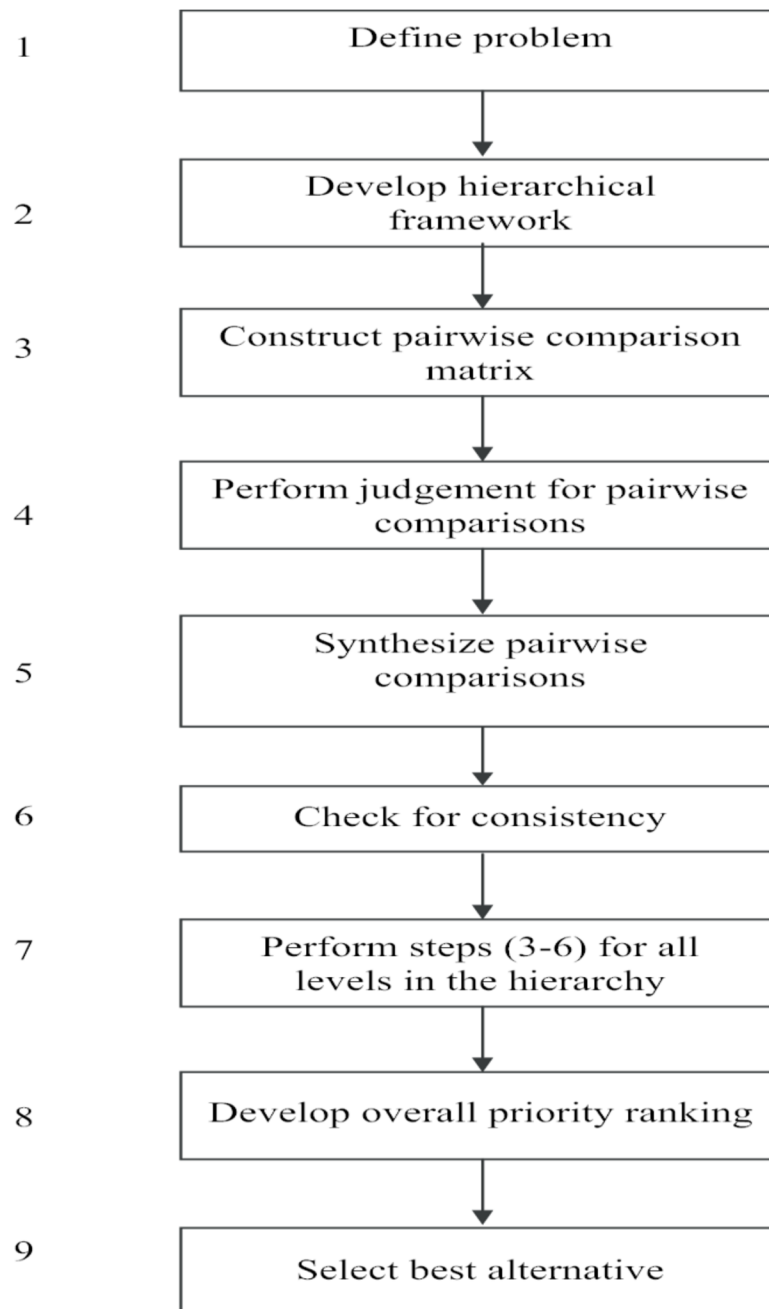 1
Define problem
2
Develop hierarchical
framework
3
Construct pairwise comparison
matrix
4
Perform judgement for pairwise
comparisons
5
Synthesize pairwise
comparisons
6
Check for consistency
7
Perform steps (3-6) for all
levels in the hierarchy
8
Develop overall priority ranking
9
Select best alternative